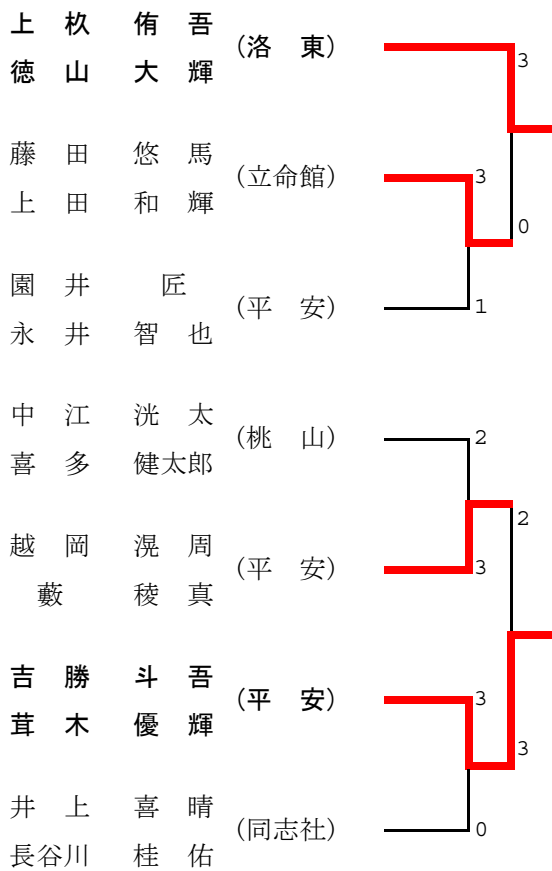 上 杦 侑 吾
(洛 東)
徳 山 大 輝
3
藤 田 悠 馬
(立命館)
上 田 和 輝
3
0
園 井 匠
(平 安)
永 井 智 也
1
中 江 洸 太
(桃 山)
喜 多 健太郎
2
2
越 岡 滉 周
(平 安)
藪 稜 真
3
吉 勝 斗 吾
(平 安)
茸 木 優 輝
3
3
井 上 喜 晴
(同志社)
長谷川 桂 佑
0